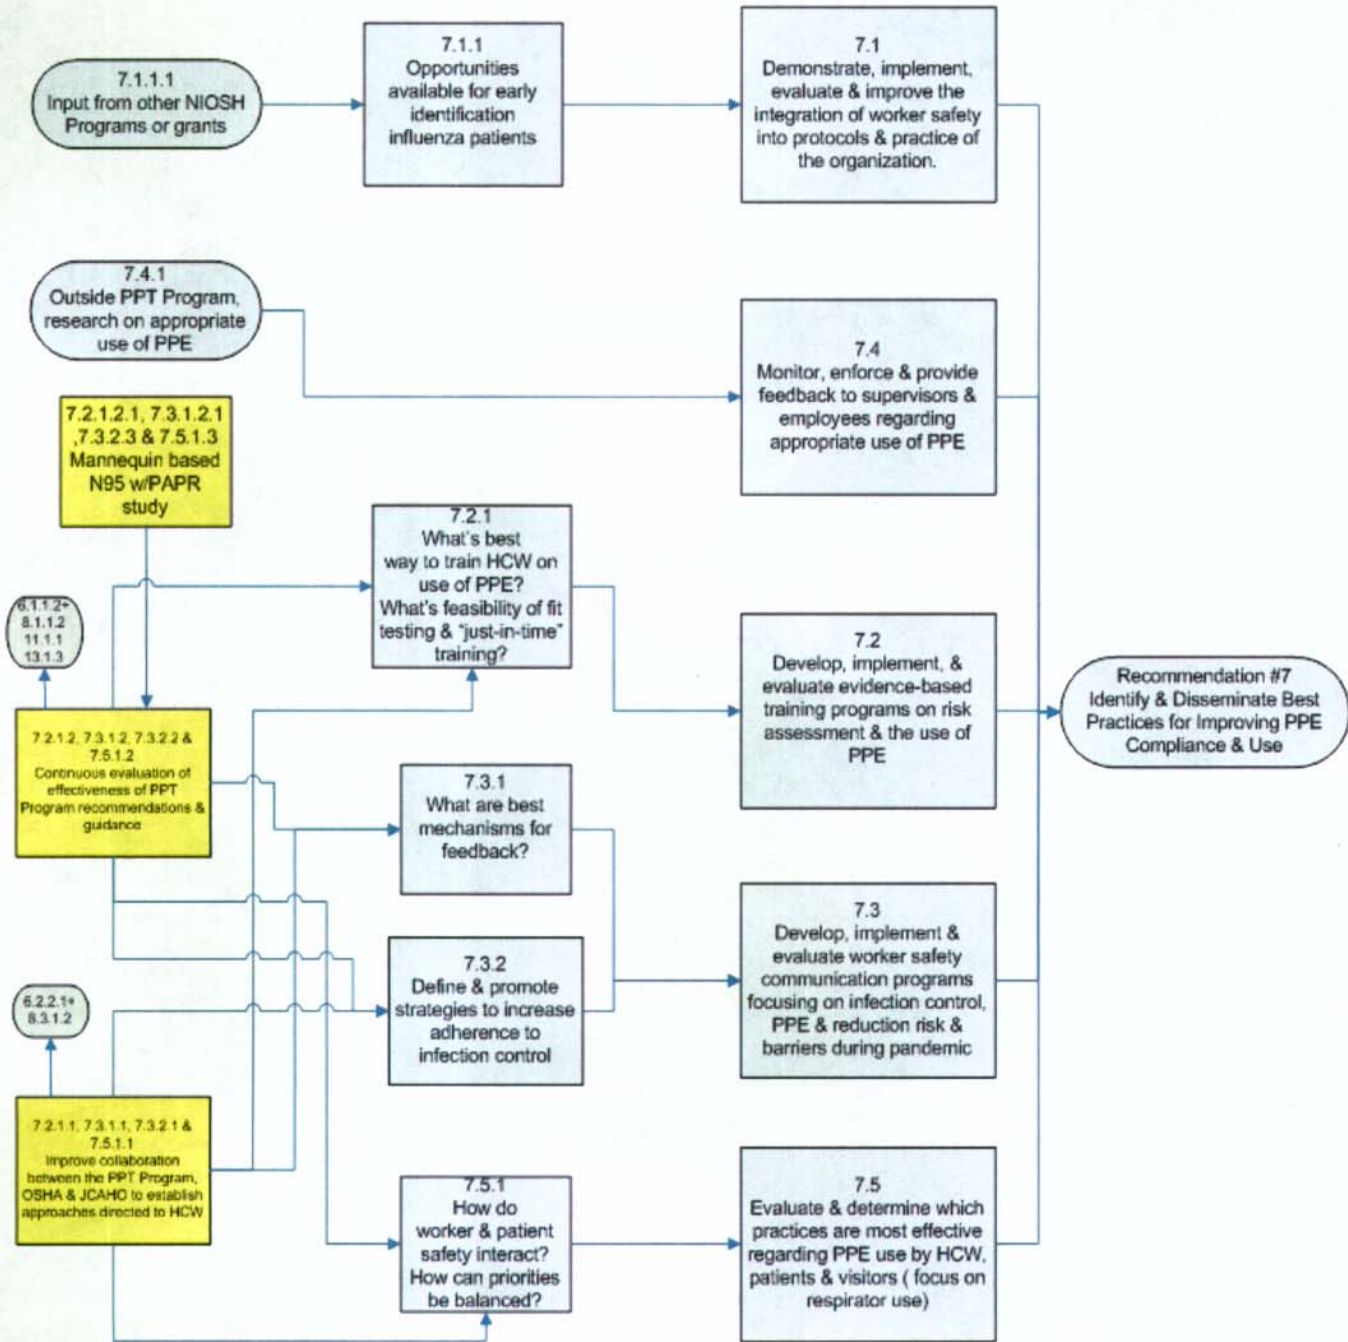 7.1.1.1
Input from other NIOSH
Programs or grants
7.1.1
Opportunities
available for early
identification
influenza patients
7.1
Demonstrate, implement,
evaluate & improve the
integration of worker safety
into protocols & practice of
the organization.
7.4.1
Outside PPT Program,
research on appropriate
use of PPE
7.4
Monitor, enforce & provide
feedback to supervisors &
employees regarding
appropriate use of PPE
7.2.1.2.1, 7.3.1.2.1
,7.3.2.3 & 7.5.1.3
Mannequin based
N95 w/PAPR
study
7.2.1
What's best
way to train HCW on
use of PPE?
What's feasibility of fit
testing & "just-in-time"
training?
6.1.1.2+
8.1.1.2
11.1.1
13.1.3
7.2
Develop, implement, &
evaluate evidence-based
training programs on risk
assessment & the use of
PPE
Recommendation #7
Identify & Disseminate Best
Practices for Improving PPE
Compliance & Use
7.2.1.2, 7.3.1.2, 7.3.2.2 &
7.5.1.2
Continuous evaluation of
effectiveness of PPT
Program recommendations &
guidance
7.3.1
What are best
mechanisms for
feedback?
7.3.2
Define & promote
strategies to increase
adherence to
infection control
7.3
Develop, implement &
evaluate worker safety
communication programs
focusing on infection control,
PPE & reduction risk &
barriers during pandemic
6.2.2.1+
8.3.1.2
7.2.1.1, 7.3.1.1, 7.3.2.1 &
7.5.1.1
Improve collaboration
between the PPT Program,
OSHA & JCAHO to establish
approaches directed to HCW
7.5.1
How do
worker & patient
safety interact?
How can priorities
be balanced?
7.5
Evaluate & determine which
practices are most effective
regarding PPE use by HCW,
patients & visitors ( focus on
respirator use)